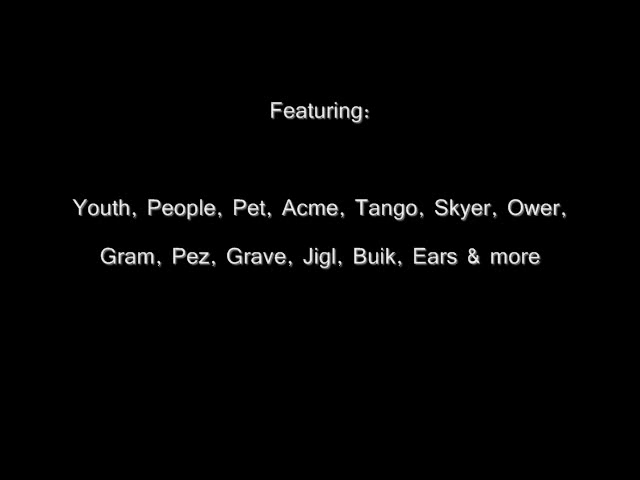 Featuring:
Youth, People, Pet, Acme, Tango, Skyer, Ower,
Gram, Pez, Grave, Jigl, Buik, Ears & more